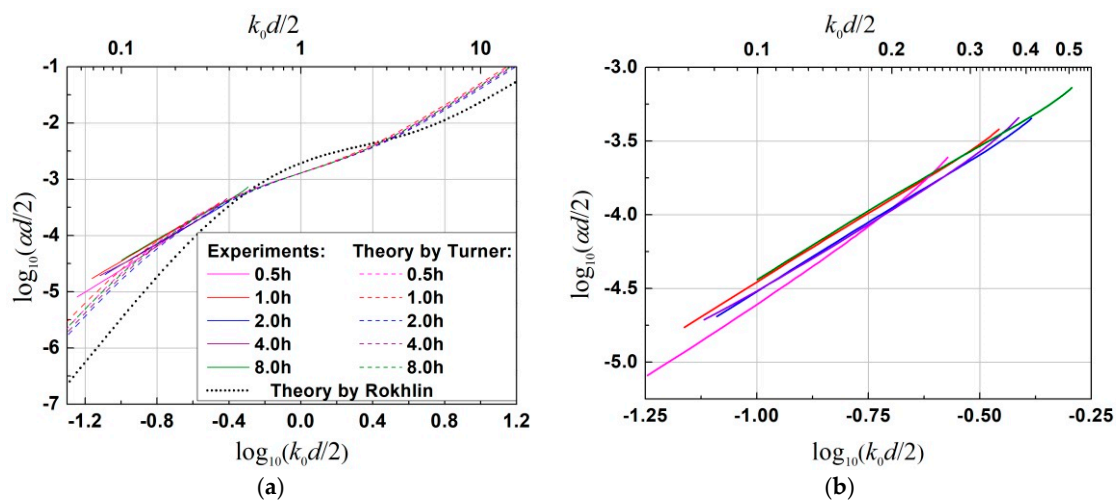 k₀d/2
0.1 1 10
-1
-2
-3
-4
-5
-6
-7
log₁₀(αd/2)
Experiments: Theory by Turner:
0.5h 0.5h
1.0h 1.0h
2.0h 2.0h
4.0h 4.0h
8.0h 8.0h
Theory by Rokhlin
-1.2 -0.8 -0.4 0.0 0.4 0.8 1.2
log₁₀(k₀d/2)
(a)
k₀d/2
0.1 0.2 0.3 0.4 0.5
-3.0
-3.5
-4.0
-4.5
-5.0
log₁₀(αd/2)
-1.25 -1.00 -0.75 -0.50 -0.25
log₁₀(k₀d/2)
(b)